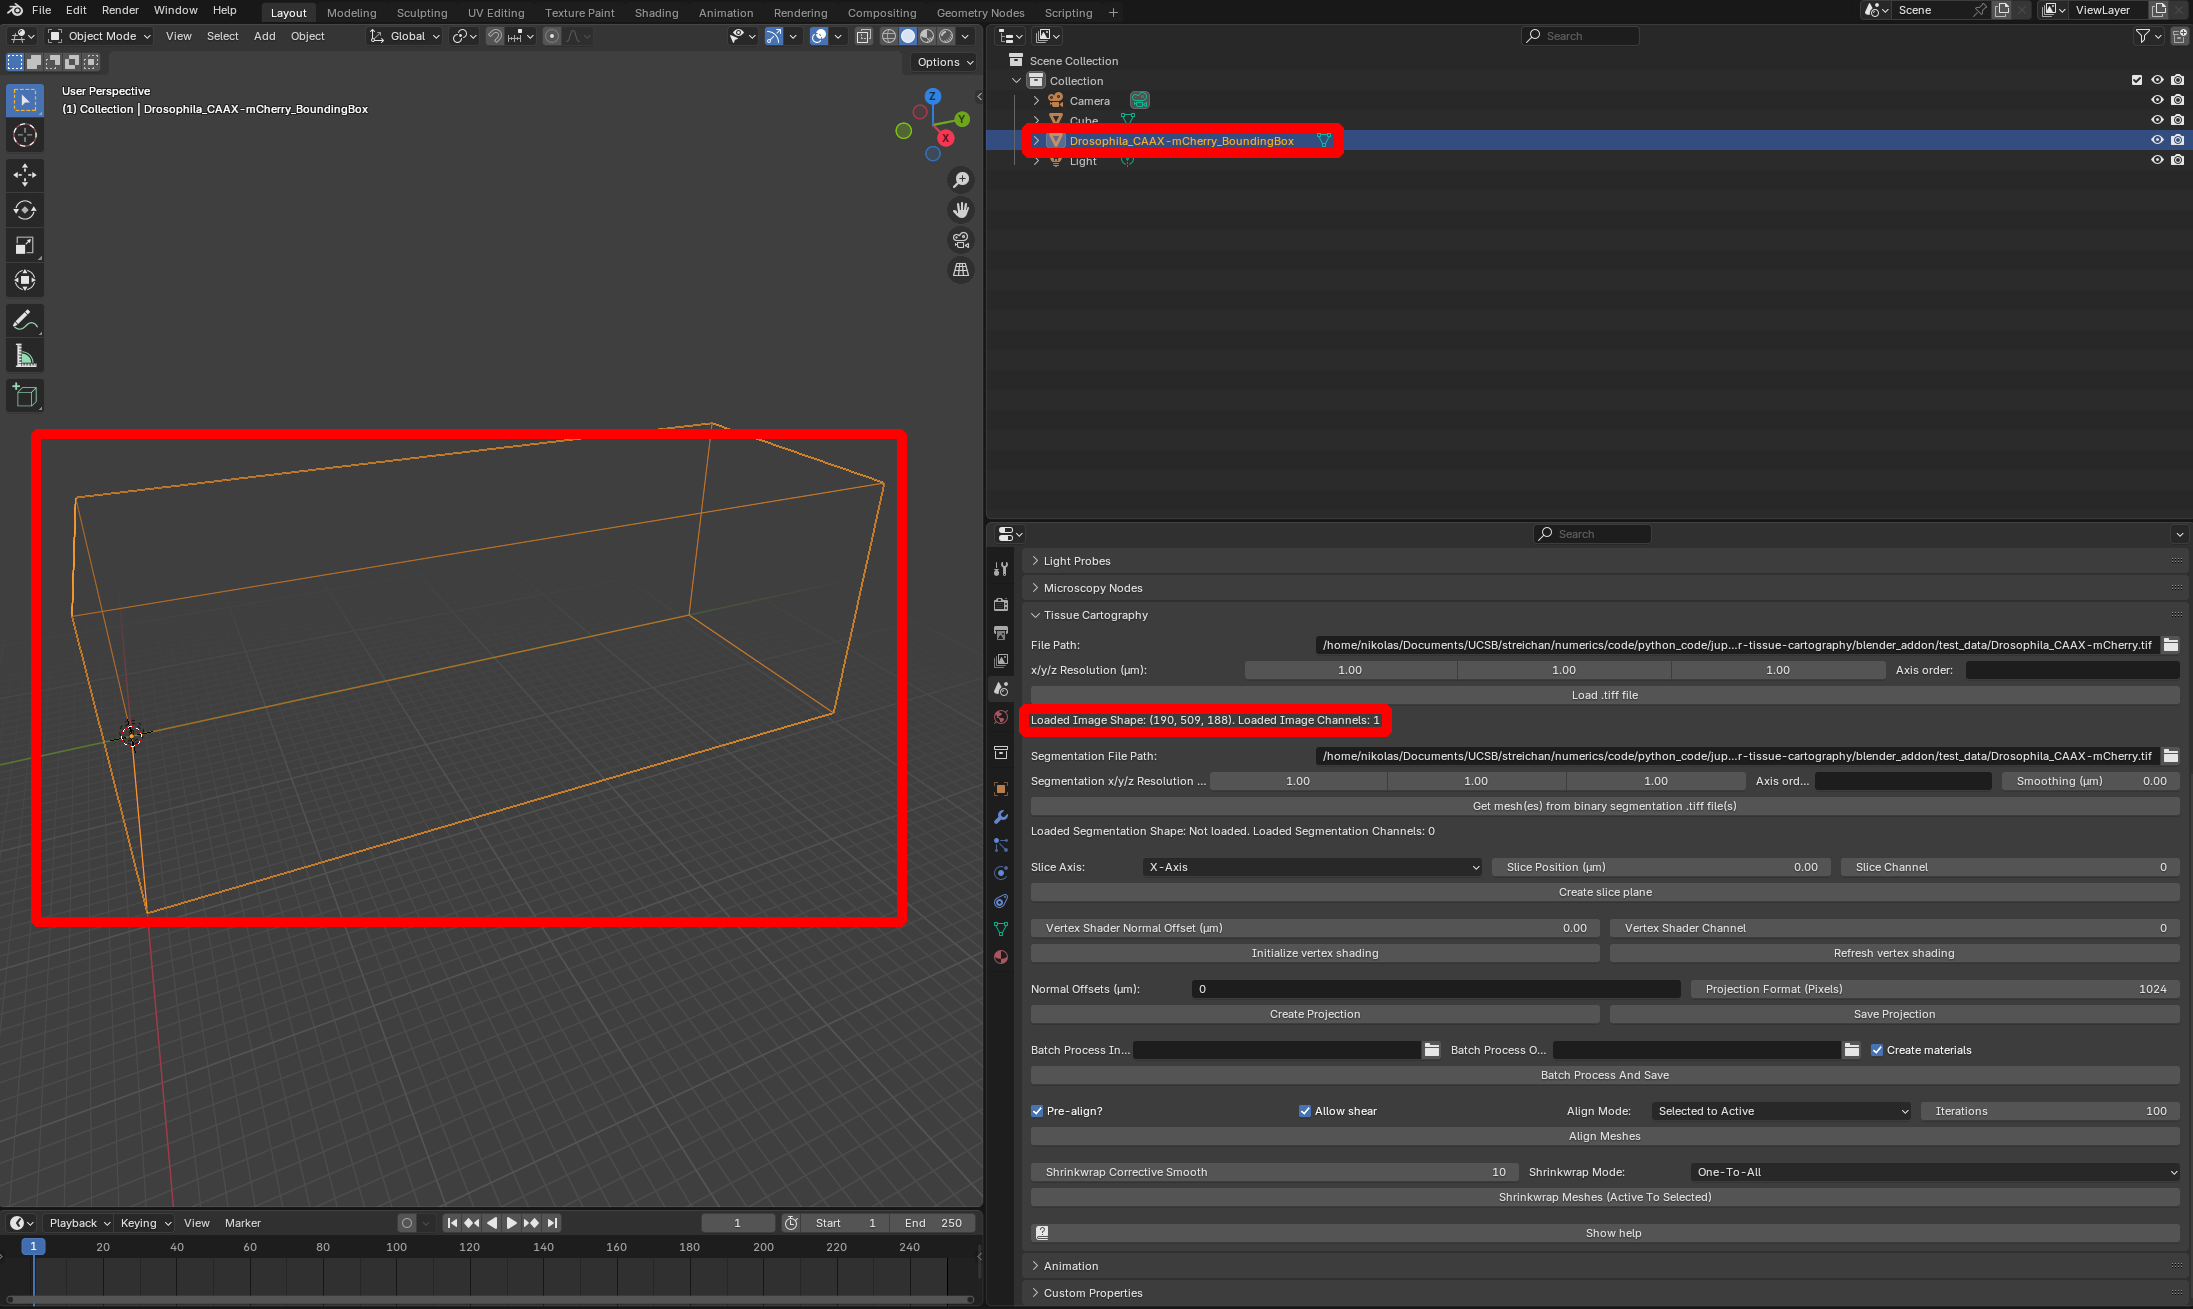 File Edit Render Window Help Layout Modeling Sculpting UV Editing Texture Paint Shading Animation Rendering Compositing Geometry Nodes Scripting + Scene ViewLayer
Object Mode View Select Add Object Global Search
Options
User Perspective
(1) Collection | Drosophila_CAAX-mCherry_BoundingBox
Z
Y
X
Scene Collection
Collection
Camera
Cube
Drosophila_CAAX-mCherry_BoundingBox
Light
Search
Light Probes
Microscopy Nodes
Tissue Cartography
File Path: /home/nikolas/Documents/UCSB/streichan/numerics/code/python_code/jup...r-tissue-cartography/blender_addon/test_data/Drosophila_CAAX-mCherry.tif
x/y/z Resolution (µm): 1.00 1.00 1.00 Axis order:
Load .tiff file
Loaded Image Shape: (190, 509, 188). Loaded Image Channels: 1
Segmentation File Path: /home/nikolas/Documents/UCSB/streichan/numerics/code/python_code/jup...r-tissue-cartography/blender_addon/test_data/Drosophila_CAAX-mCherry.tif
Segmentation x/y/z Resolution ... 1.00 1.00 1.00 Axis ord... Smoothing (µm) 0.00
Get mesh(es) from binary segmentation .tiff file(s)
Loaded Segmentation Shape: Not loaded. Loaded Segmentation Channels: 0
Slice Axis: X-Axis Slice Position (µm) 0.00 Slice Channel 0
Create slice plane
Vertex Shader Normal Offset (µm) 0.00 Vertex Shader Channel 0
Initialize vertex shading Refresh vertex shading
Normal Offsets (µm): 0 Projection Format (Pixels) 1024
Create Projection Save Projection
Batch Process In... Batch Process O... Create materials
Batch Process And Save
Pre-align? Allow shear Align Mode: Selected to Active Iterations 100
Align Meshes
Shrinkwrap Corrective Smooth 10 Shrinkwrap Mode: One-To-All
Shrinkwrap Meshes (Active To Selected)
Show help
Animation
Custom Properties
Playback Keying View Marker 1 Start 1 End 250
1 20 40 60 80 100 120 140 160 180 200 220 240